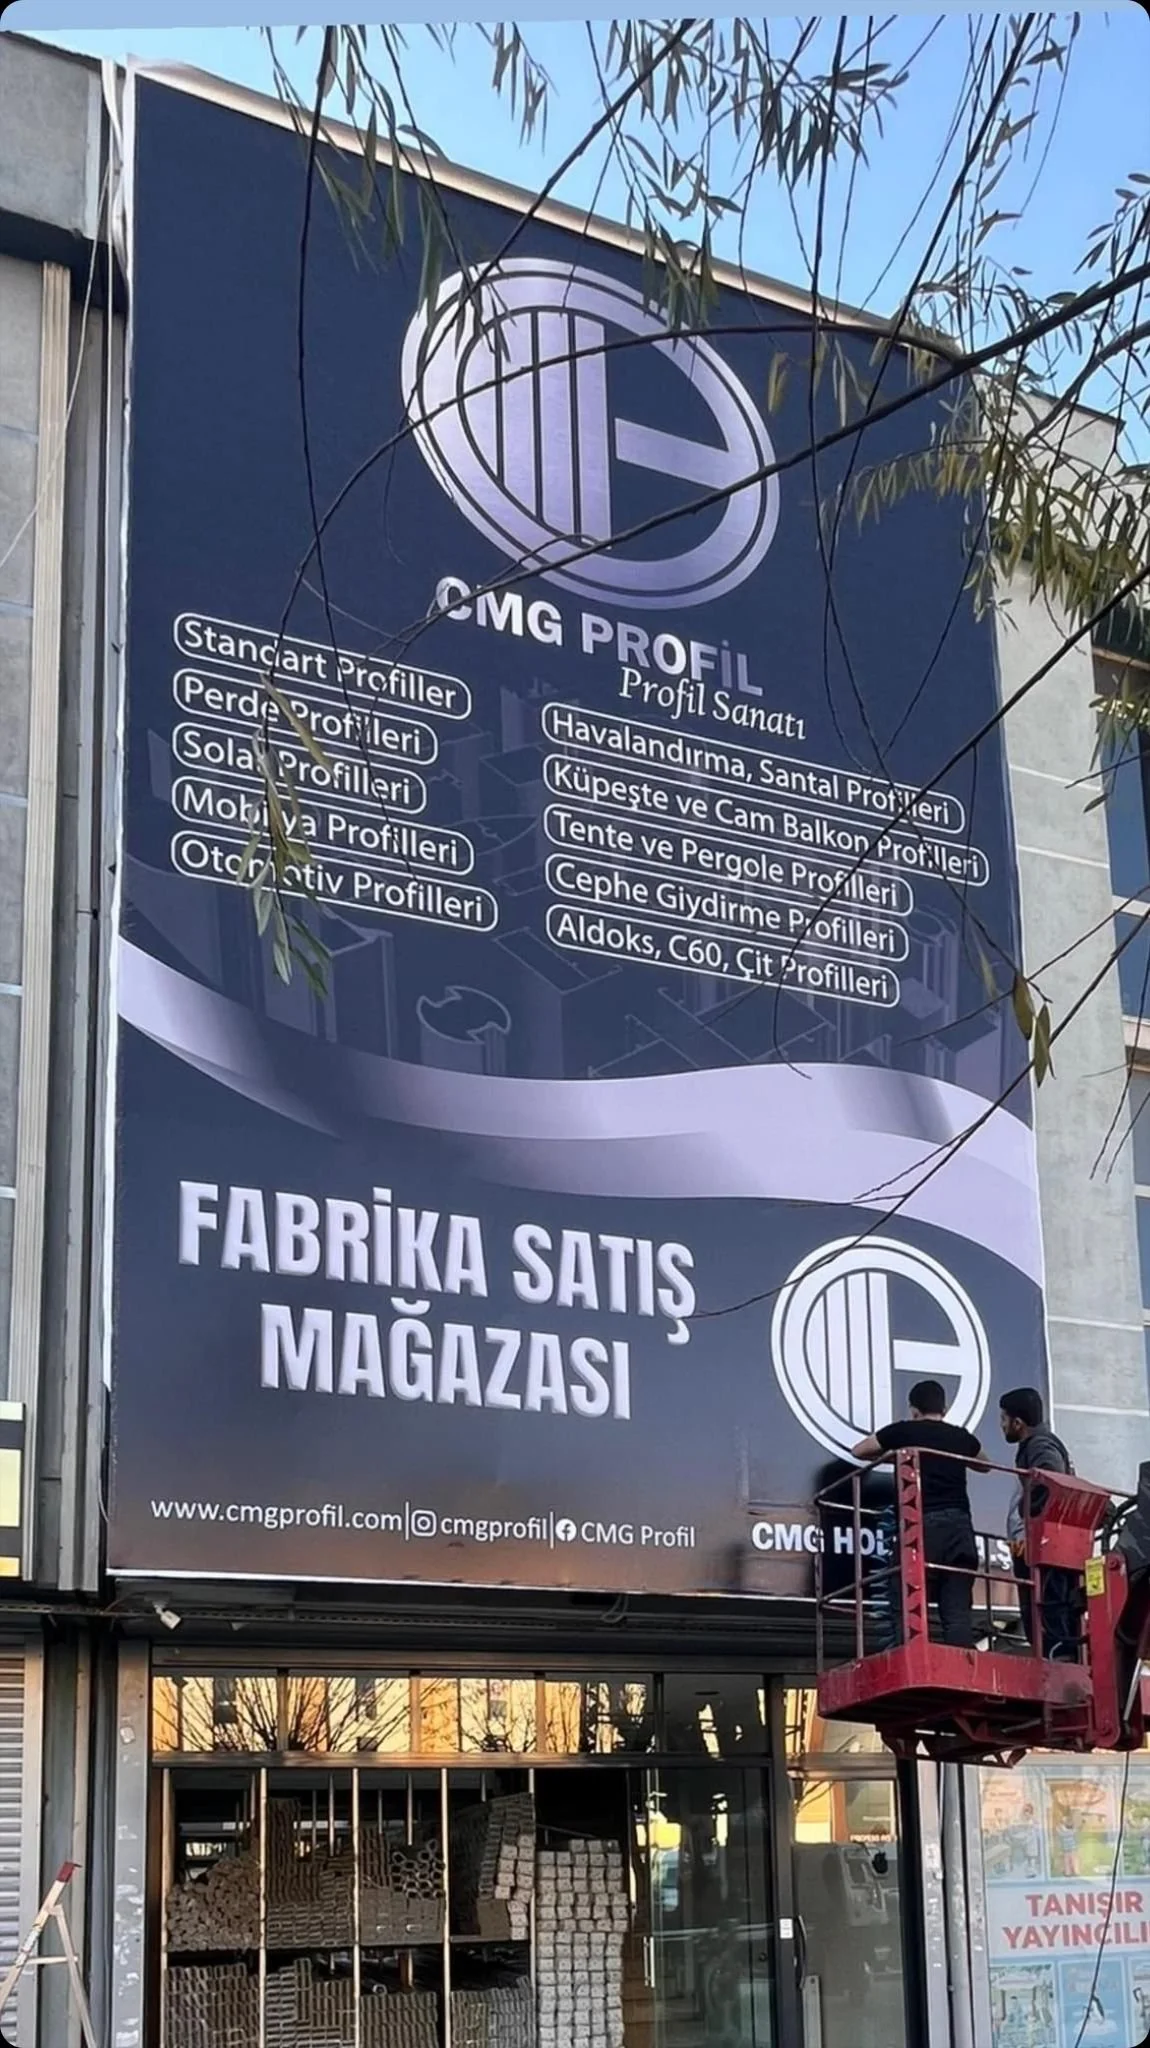 CMG PROFİL
Profil Sanatı
Standart Profiller
Perde Profilleri
Solar Profilleri
Mobilya Profilleri
Otomotiv Profilleri
Havalandırma, Santal Profilleri
Küpeşte ve Cam Balkon Profilleri
Tente ve Pergole Profilleri
Cephe Giydirme Profilleri
Aldoks, C60, Çit Profilleri
FABRİKA SATIŞ
MAĞAZASI
www.cmgprofil.com | cmgprofil | CMG Profil
CMG
TANIŞIR